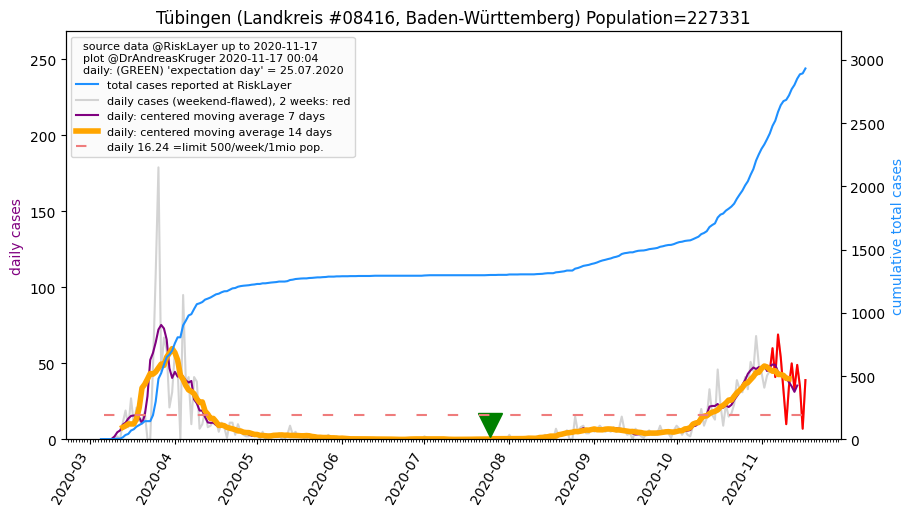 Tübingen (Landkreis #08416, Baden-Württemberg) Population=227331
source data @RiskLayer up to 2020-11-17
plot @DrAndreasKruger 2020-11-17 00:04
daily: (GREEN) 'expectation day' = 25.07.2020
total cases reported at RiskLayer
daily cases (weekend-flawed), 2 weeks: red
daily: centered moving average 7 days
daily: centered moving average 14 days
daily 16.24 =limit 500/week/1mio pop.
daily cases
250
200
150
100
50
0
3000
2500
2000
1500
1000
500
0
cumulative total cases
2020-03
2020-04
2020-05
2020-06
2020-07
2020-08
2020-09
2020-10
2020-11